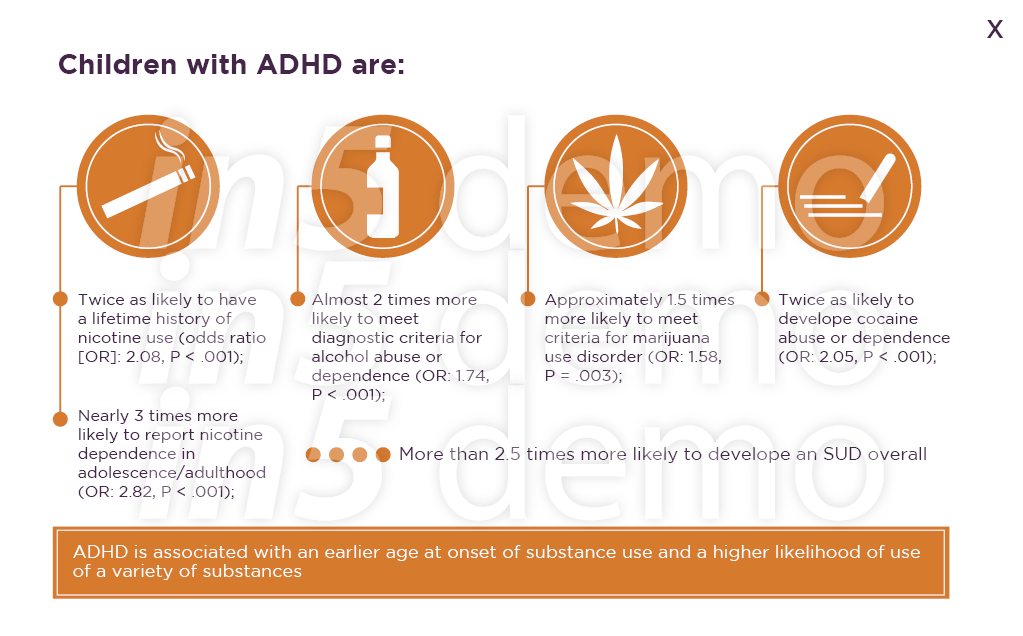 X
Children with ADHD are:
Twice as likely to have
a lifetime history of
nicotine use (odds ratio
[OR]: 2.08, P < .001);
Nearly 3 times more
likely to report nicotine
dependence in
adolescence/adulthood
(OR: 2.82, P < .001);
Almost 2 times more
likely to meet
diagnostic criteria for
alcohol abuse or
dependence (OR: 1.74,
P < .001);
Approximately 1.5 times
more likely to meet
criteria for marijuana
use disorder (OR: 1.58,
P = .003);
Twice as likely to
develope cocaine
abuse or dependence
(OR: 2.05, P < .001);
More than 2.5 times more likely to develope an SUD overall
ADHD is associated with an earlier age at onset of substance use and a higher likelihood of use
of a variety of substances
in5 demo
in5 demo
in5 demo